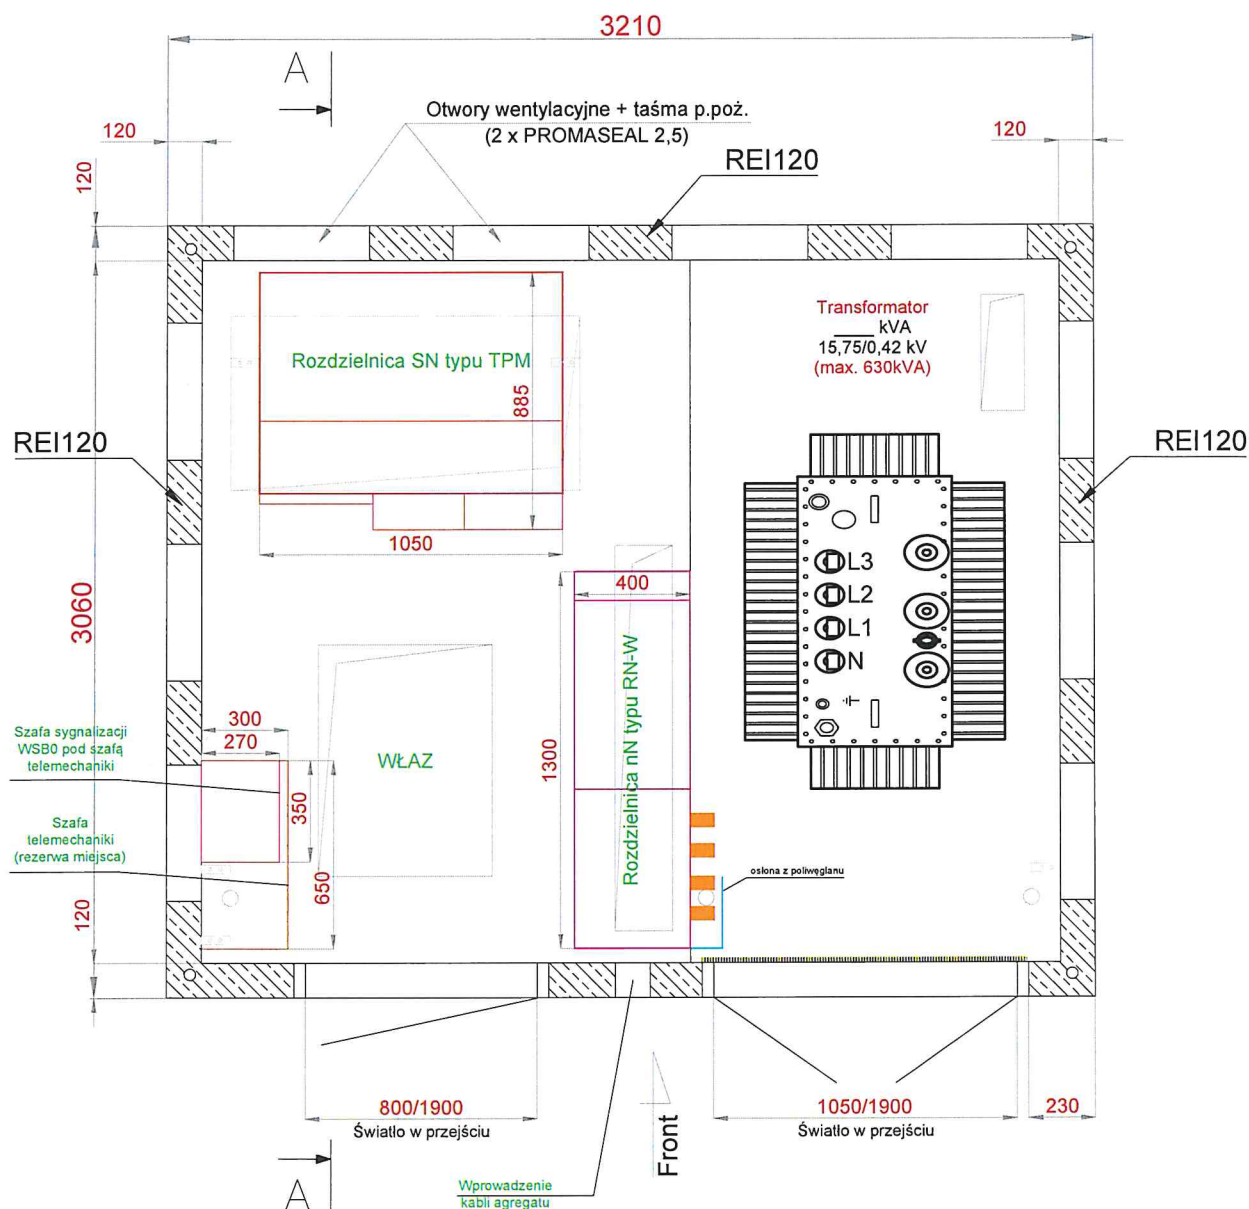 3210
A
Otwory wentylacyjne + taśma p.poż.
(2 x PROMASEAL 2,5)
120
120
120
REI120
Transformator
____ kVA
15,75/0,42 kV
(max. 630kVA)
Rozdzielnica SN typu TPM
885
REI120
REI120
1050
400
L3
L2
L1
N
3060
Rozdzielnica nN typu RN-W
1300
300
270
Szafa sygnalizacji
WSB0 pod szafą
telemechaniki
WŁAZ
350
Szafa
telemechaniki
(rezerwa miejsca)
650
osłona z poliwęglanu
120
800/1900
Światło w przejściu
1050/1900
Światło w przejściu
230
Front
A
Wprowadzenie
kabli agregatu